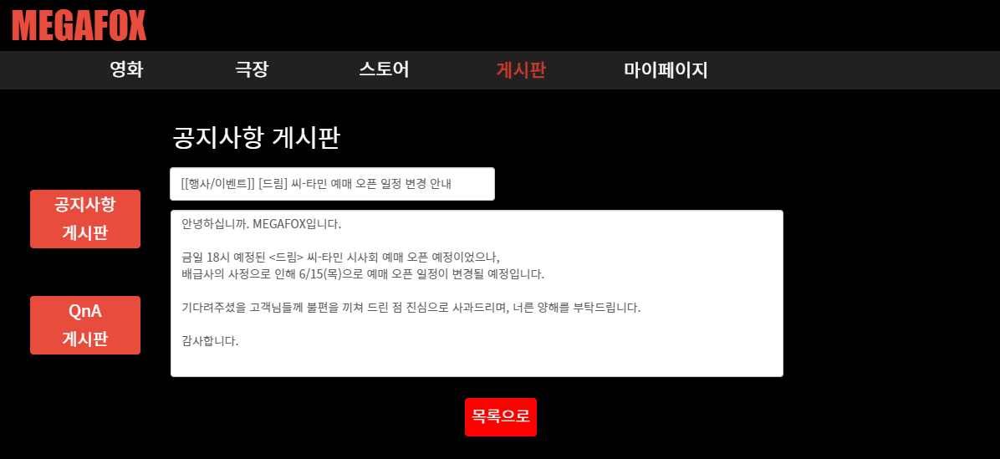 MEGAFOX
영화 극장 스토어 게시판 마이페이지
공지사항 게시판
공지사항
게시판
QnA
게시판
[[행사/이벤트]] [드림] 씨-타민 예매 오픈 일정 변경 안내
안녕하십니까. MEGAFOX입니다.
금일 18시 예정된 <드림> 씨-타민 시사회 예매 오픈 예정이었으나,
배급사의 사정으로 인해 6/15(목)으로 예매 오픈 일정이 변경될 예정입니다.
기다려주셨을 고객님들께 불편을 끼쳐 드린 점 진심으로 사과드리며, 너른 양해를 부탁드립니다.
감사합니다.
목록으로